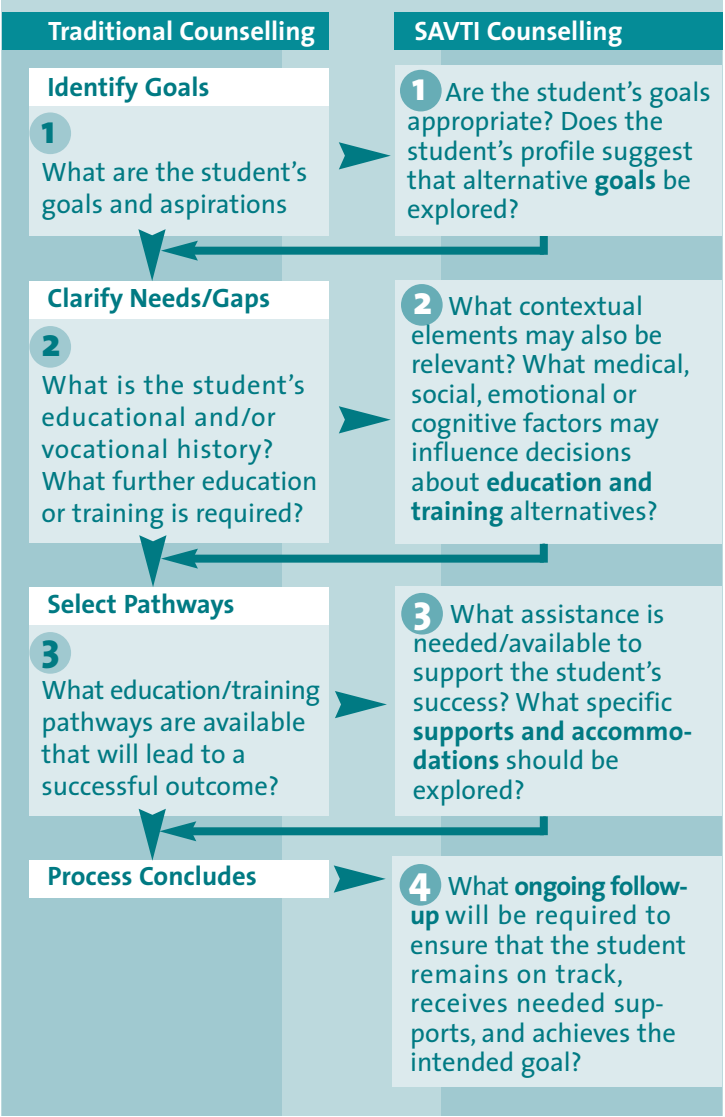 Traditional Counselling
SAVTI Counselling
Identify Goals
1
What are the student's
goals and aspirations
1 Are the student's goals
appropriate? Does the
student's profile suggest
that alternative goals be
explored?
Clarify Needs/Gaps
2
What is the student's
educational and/or
vocational history?
What further education
or training is required?
2 What contextual
elements may also be
relevant? What medical,
social, emotional or
cognitive factors may
influence decisions
about education and
training alternatives?
Select Pathways
3
What education/training
pathways are available
that will lead to a
successful outcome?
3 What assistance is
needed/available to
support the student's
success? What specific
supports and accommo-
dations should be
explored?
Process Concludes
4 What ongoing follow-
up will be required to
ensure that the student
remains on track,
receives needed sup-
ports, and achieves the
intended goal?